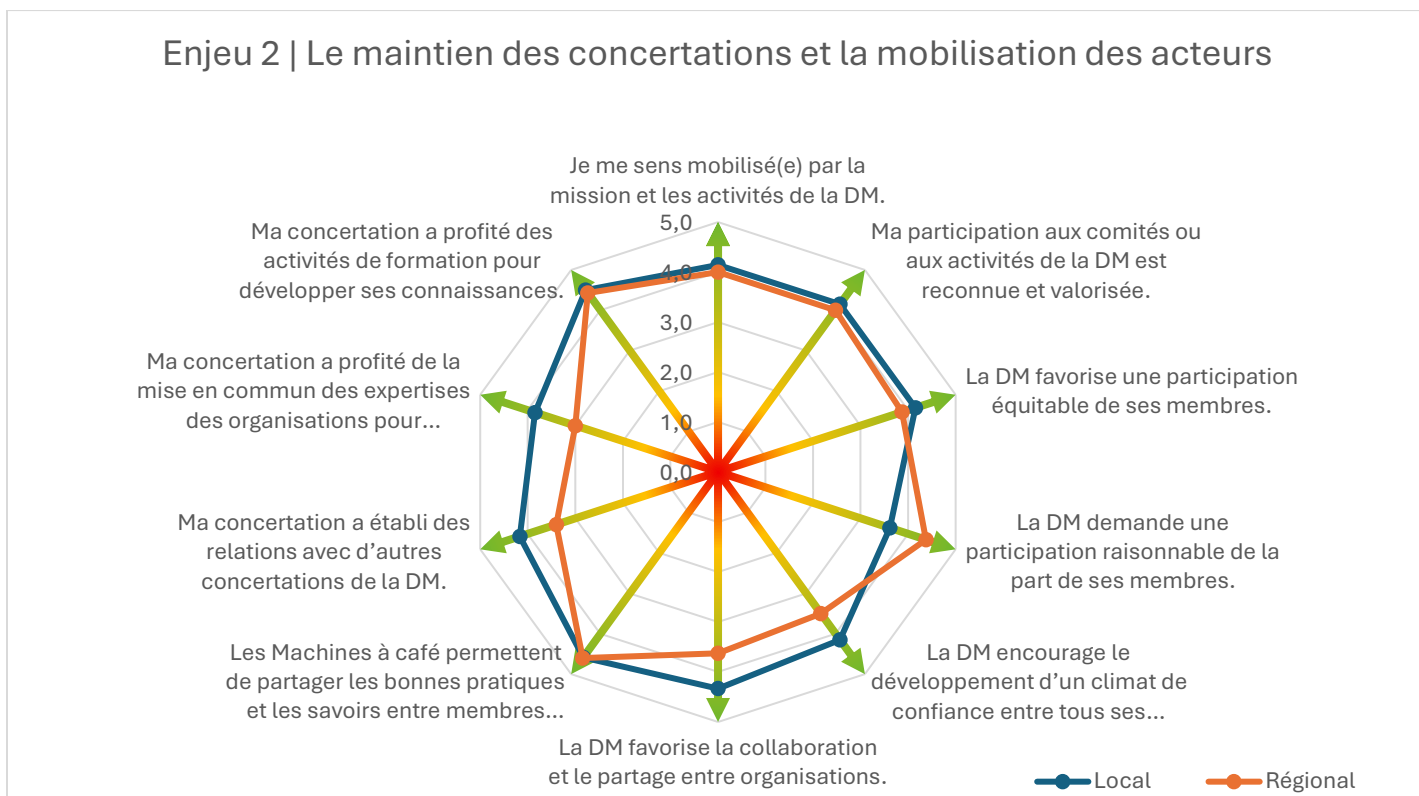 Enjeu 2 | Le maintien des concertations et la mobilisation des acteurs
Je me sens mobilisé(e) par la
mission et les activités de la DM.
Ma participation aux comités ou
aux activités de la DM est
reconnue et valorisée.
La DM favorise une participation
équitable de ses membres.
La DM demande une
participation raisonnable de la
part de ses membres.
La DM encourage le
développement d’un climat de
confiance entre tous ses...
La DM favorise la collaboration
et le partage entre organisations.
Les Machines à café permettent
de partager les bonnes pratiques
et les savoirs entre membres...
Ma concertation a établi des
relations avec d’autres
concertations de la DM.
Ma concertation a profité de la
mise en commun des expertises
des organisations pour...
Ma concertation a profité des
activités de formation pour
développer ses connaissances.
5,0
4,0
3,0
2,0
1,0
0,0
Local
Régional